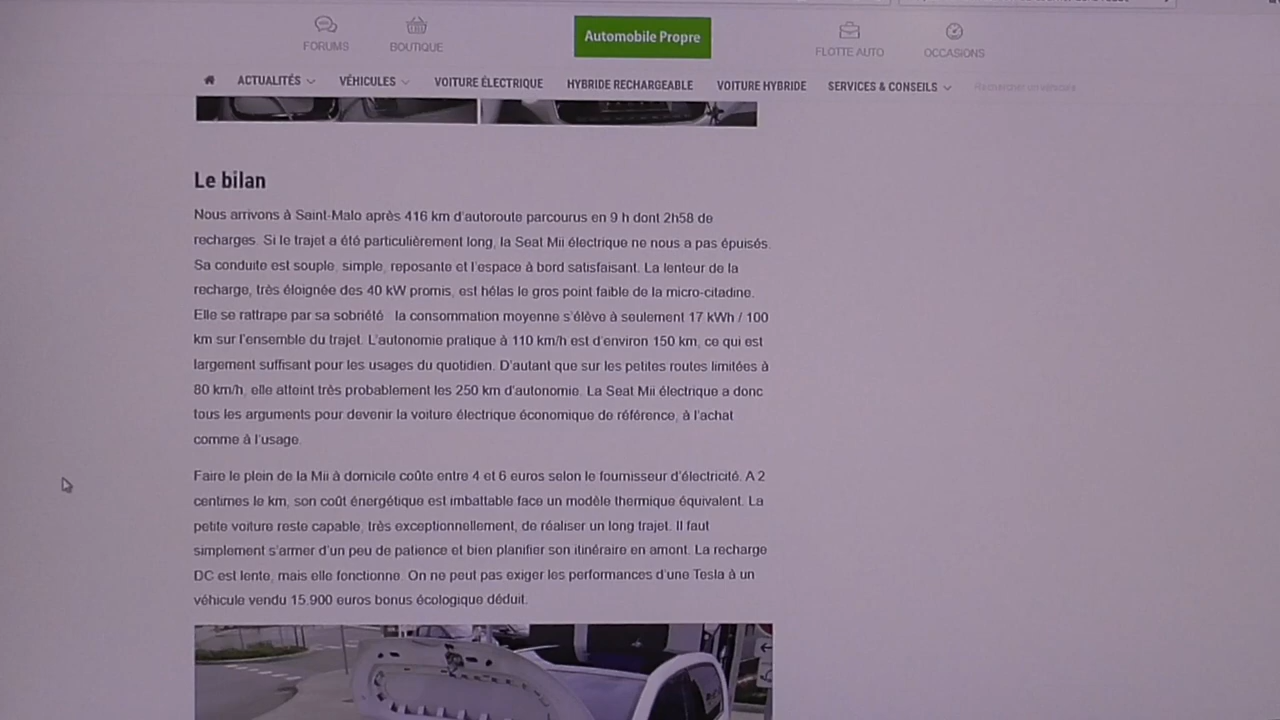 FORUMS
BOUTIQUE
Automobile Propre
FLOTTE AUTO
OCCASIONS
ACTUALITÉS
VÉHICULES
VOITURE ÉLECTRIQUE
HYBRIDE RECHARGEABLE
VOITURE HYBRIDE
SERVICES & CONSEILS
Le bilan
Nous arrivons à Saint-Malo après 416 km d'autoroute parcourus en 9 h dont 2h58 de
recharges. Si le trajet a été particulièrement long, la Seat Mii électrique ne nous a pas épuisés.
Sa conduite est souple, simple, reposante et l'espace à bord satisfaisant. La lenteur de la
recharge, très éloignée des 40 kW promis, est hélas le gros point faible de la micro-citadine.
Elle se rattrape par sa sobriété : la consommation moyenne s'élève à seulement 17 kWh / 100
km sur l'ensemble du trajet. L'autonomie pratique à 110 km/h est d'environ 150 km, ce qui est
largement suffisant pour les usages du quotidien. D'autant que sur les petites routes limitées à
80 km/h, elle atteint très probablement les 250 km d'autonomie. La Seat Mii électrique a donc
tous les arguments pour devenir la voiture électrique économique de référence, à l'achat
comme à l'usage.
Faire le plein de la Mii à domicile coûte entre 4 et 6 euros selon le fournisseur d'électricité. A 2
centimes le km, son coût énergétique est imbattable face un modèle thermique équivalent. La
petite voiture reste capable, très exceptionnellement, de réaliser un long trajet. Il faut
simplement s'armer d'un peu de patience et bien planifier son itinéraire en amont. La recharge
DC est lente, mais elle fonctionne. On ne peut pas exiger les performances d'une Tesla à un
véhicule vendu 15.900 euros bonus écologique déduit.